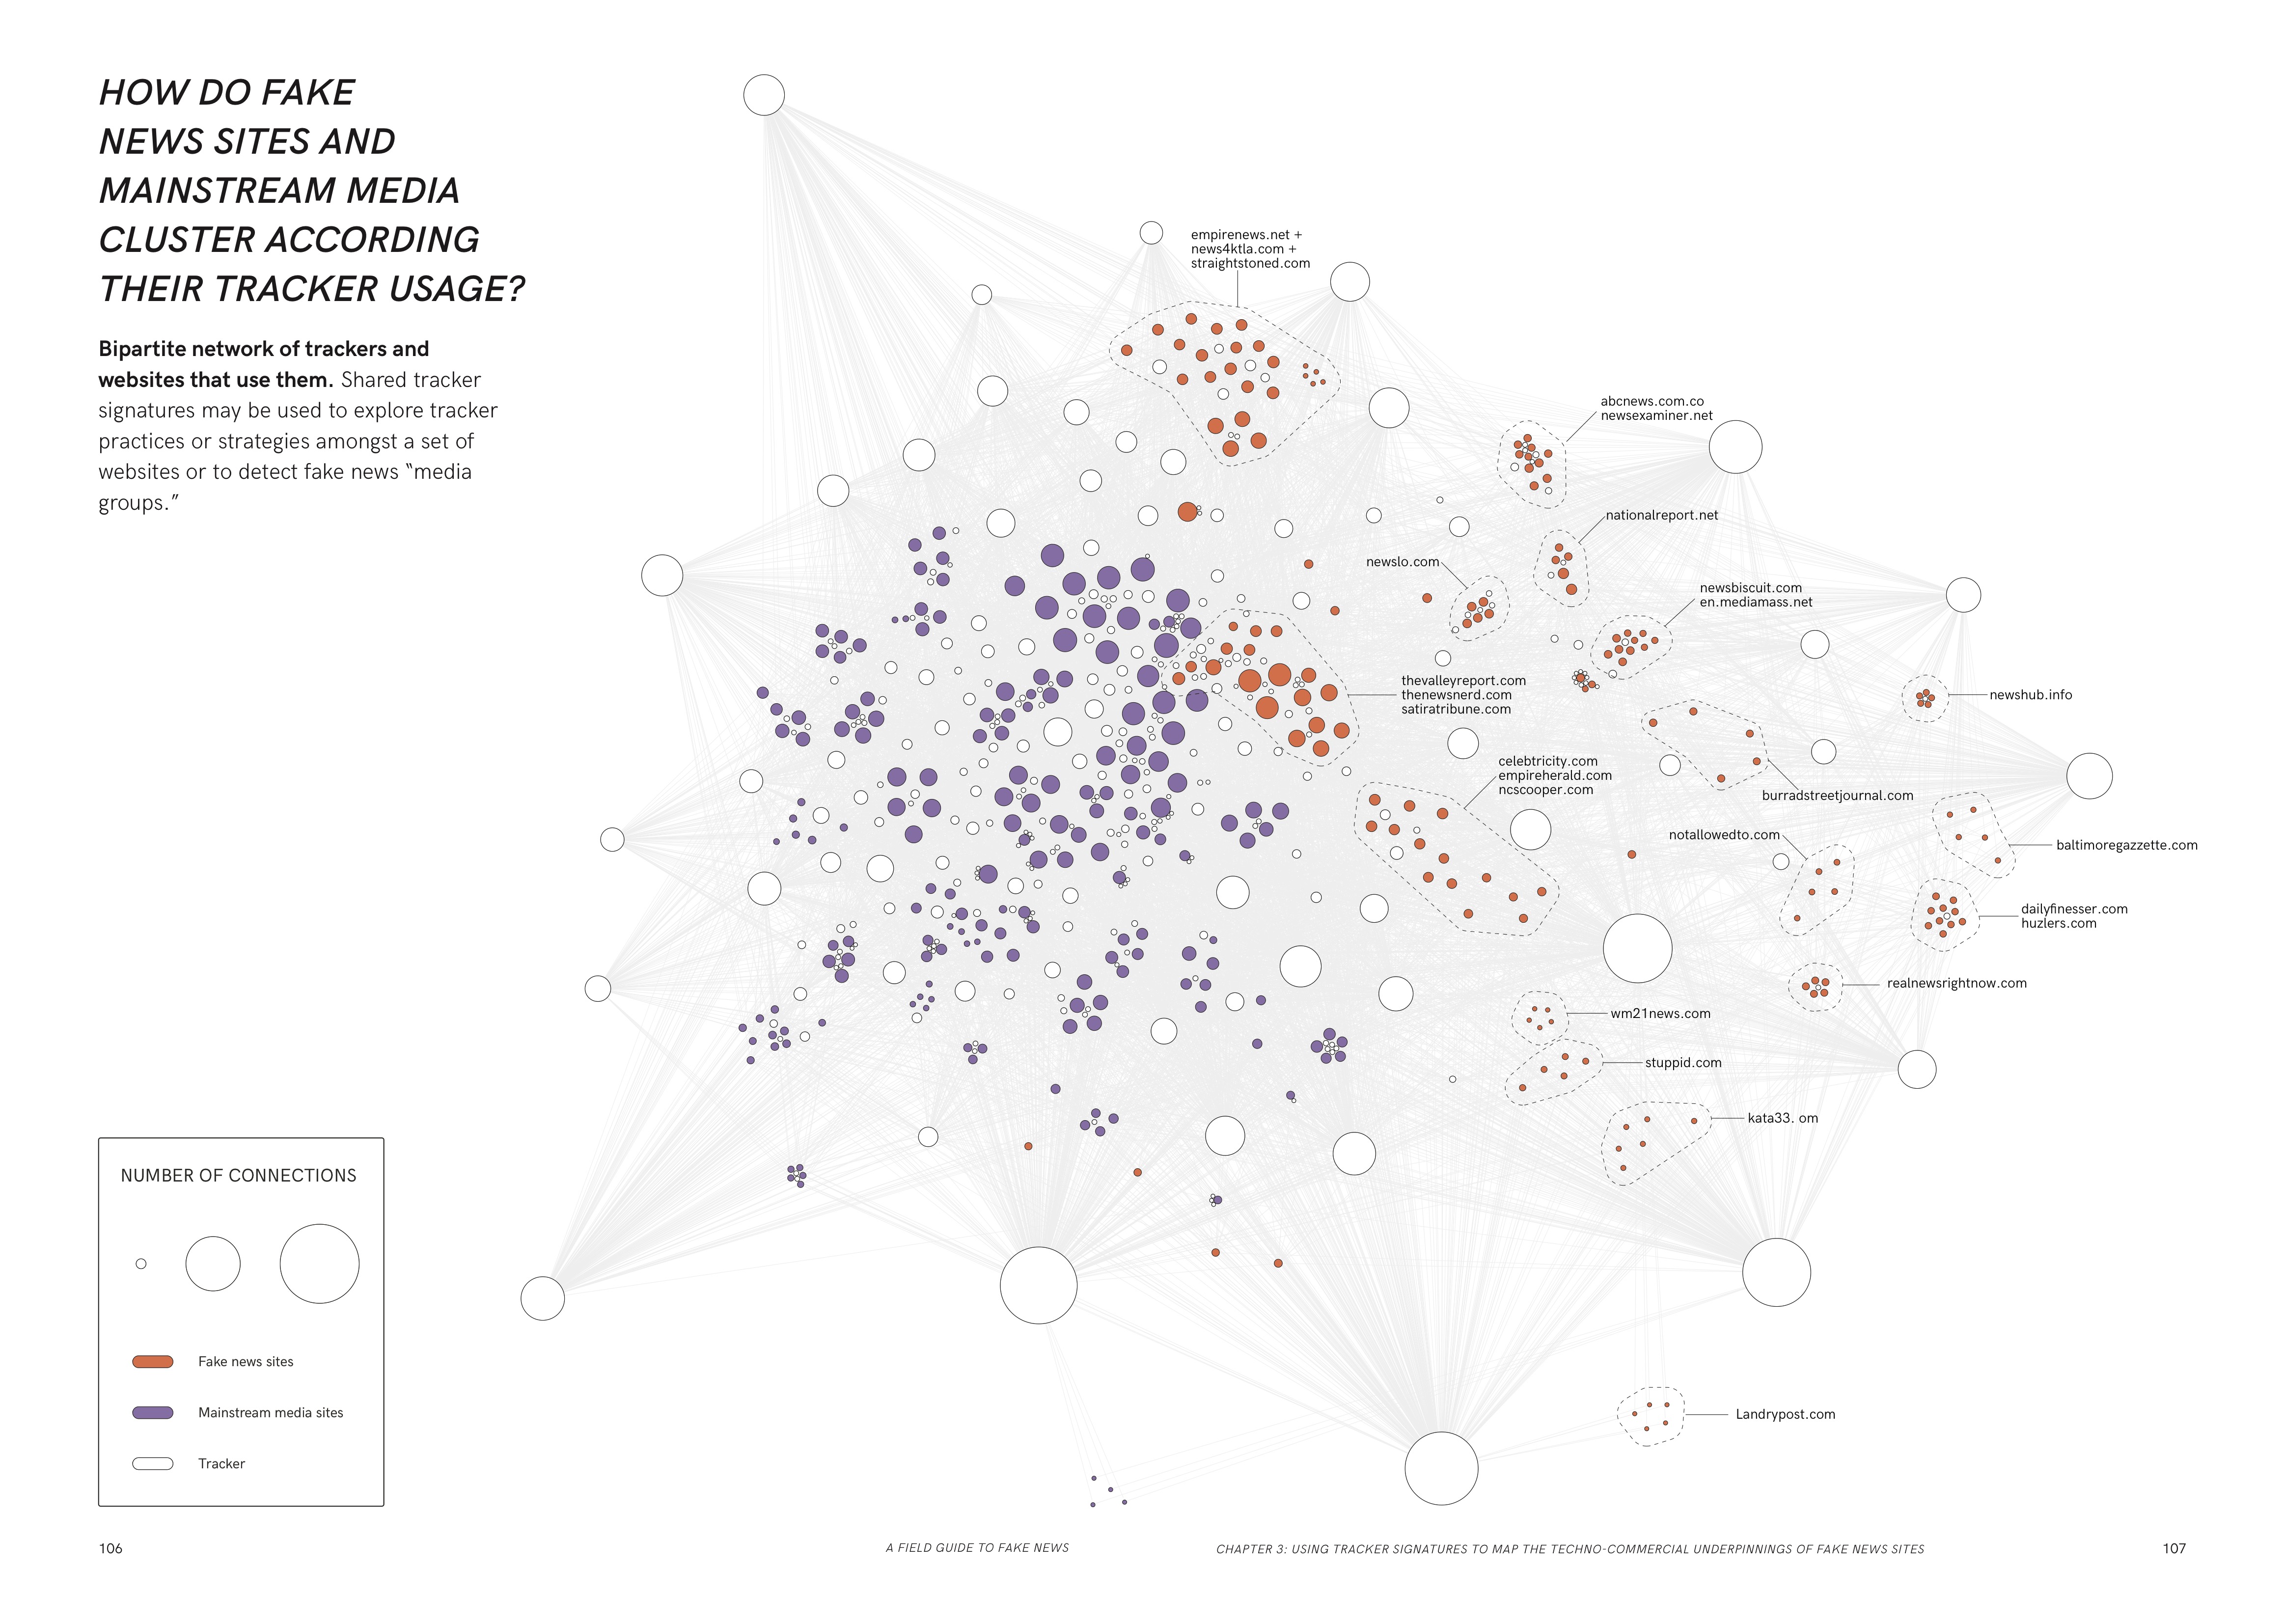 HOW DO FAKE
NEWS SITES AND
MAINSTREAM MEDIA
CLUSTER ACCORDING
THEIR TRACKER USAGE?
Bipartite network of trackers and
websites that use them. Shared tracker
signatures may be used to explore tracker
practices or strategies amongst a set of
websites or to detect fake news “media
groups.”
empirenews.net +
news4ktla.com +
straightstoned.com
abcnews.com.co
newsexaminer.net
nationalreport.net
newslo.com
newsbiscuit.com
en.mediamass.net
thevalleyreport.com
thenewsnerd.com
satiratribune.com
newshub.info
celebtricity.com
empireherald.com
ncscooper.com
burradstreetjournal.com
notallowedto.com
baltimoregazzette.com
dailyfinesser.com
huzlers.com
realnewsrightnow.com
wm21news.com
stuppid.com
kata33. om
Landrypost.com
NUMBER OF CONNECTIONS
Fake news sites
Mainstream media sites
Tracker
106
A FIELD GUIDE TO FAKE NEWS
CHAPTER 3: USING TRACKER SIGNATURES TO MAP THE TECHNO-COMMERCIAL UNDERPINNINGS OF FAKE NEWS SITES
107